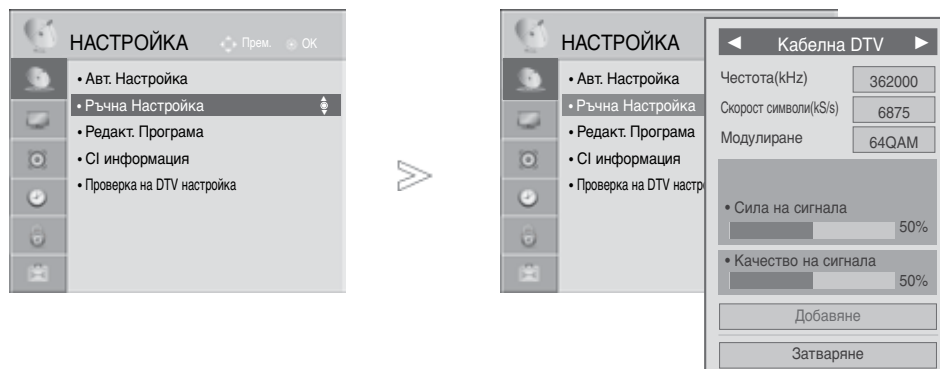 НАСТРОЙКА Прем. OK
• Авт. Настройка
• Ръчна Настройка
• Редакт. Програма
• CI информация
• Проверка на DTV настройка
НАСТРОЙКА
• Авт. Настройка
• Ръчна Настройка
• Редакт. Програма
• CI информация
• Проверка на DTV настр
◄ Кабелна DTV ►
Честота(kHz) 362000
Скорост символи(kS/s) 6875
Модулиране 64QAM
• Сила на сигнала
50%
• Качество на сигнала
50%
Добавяне
Затваряне